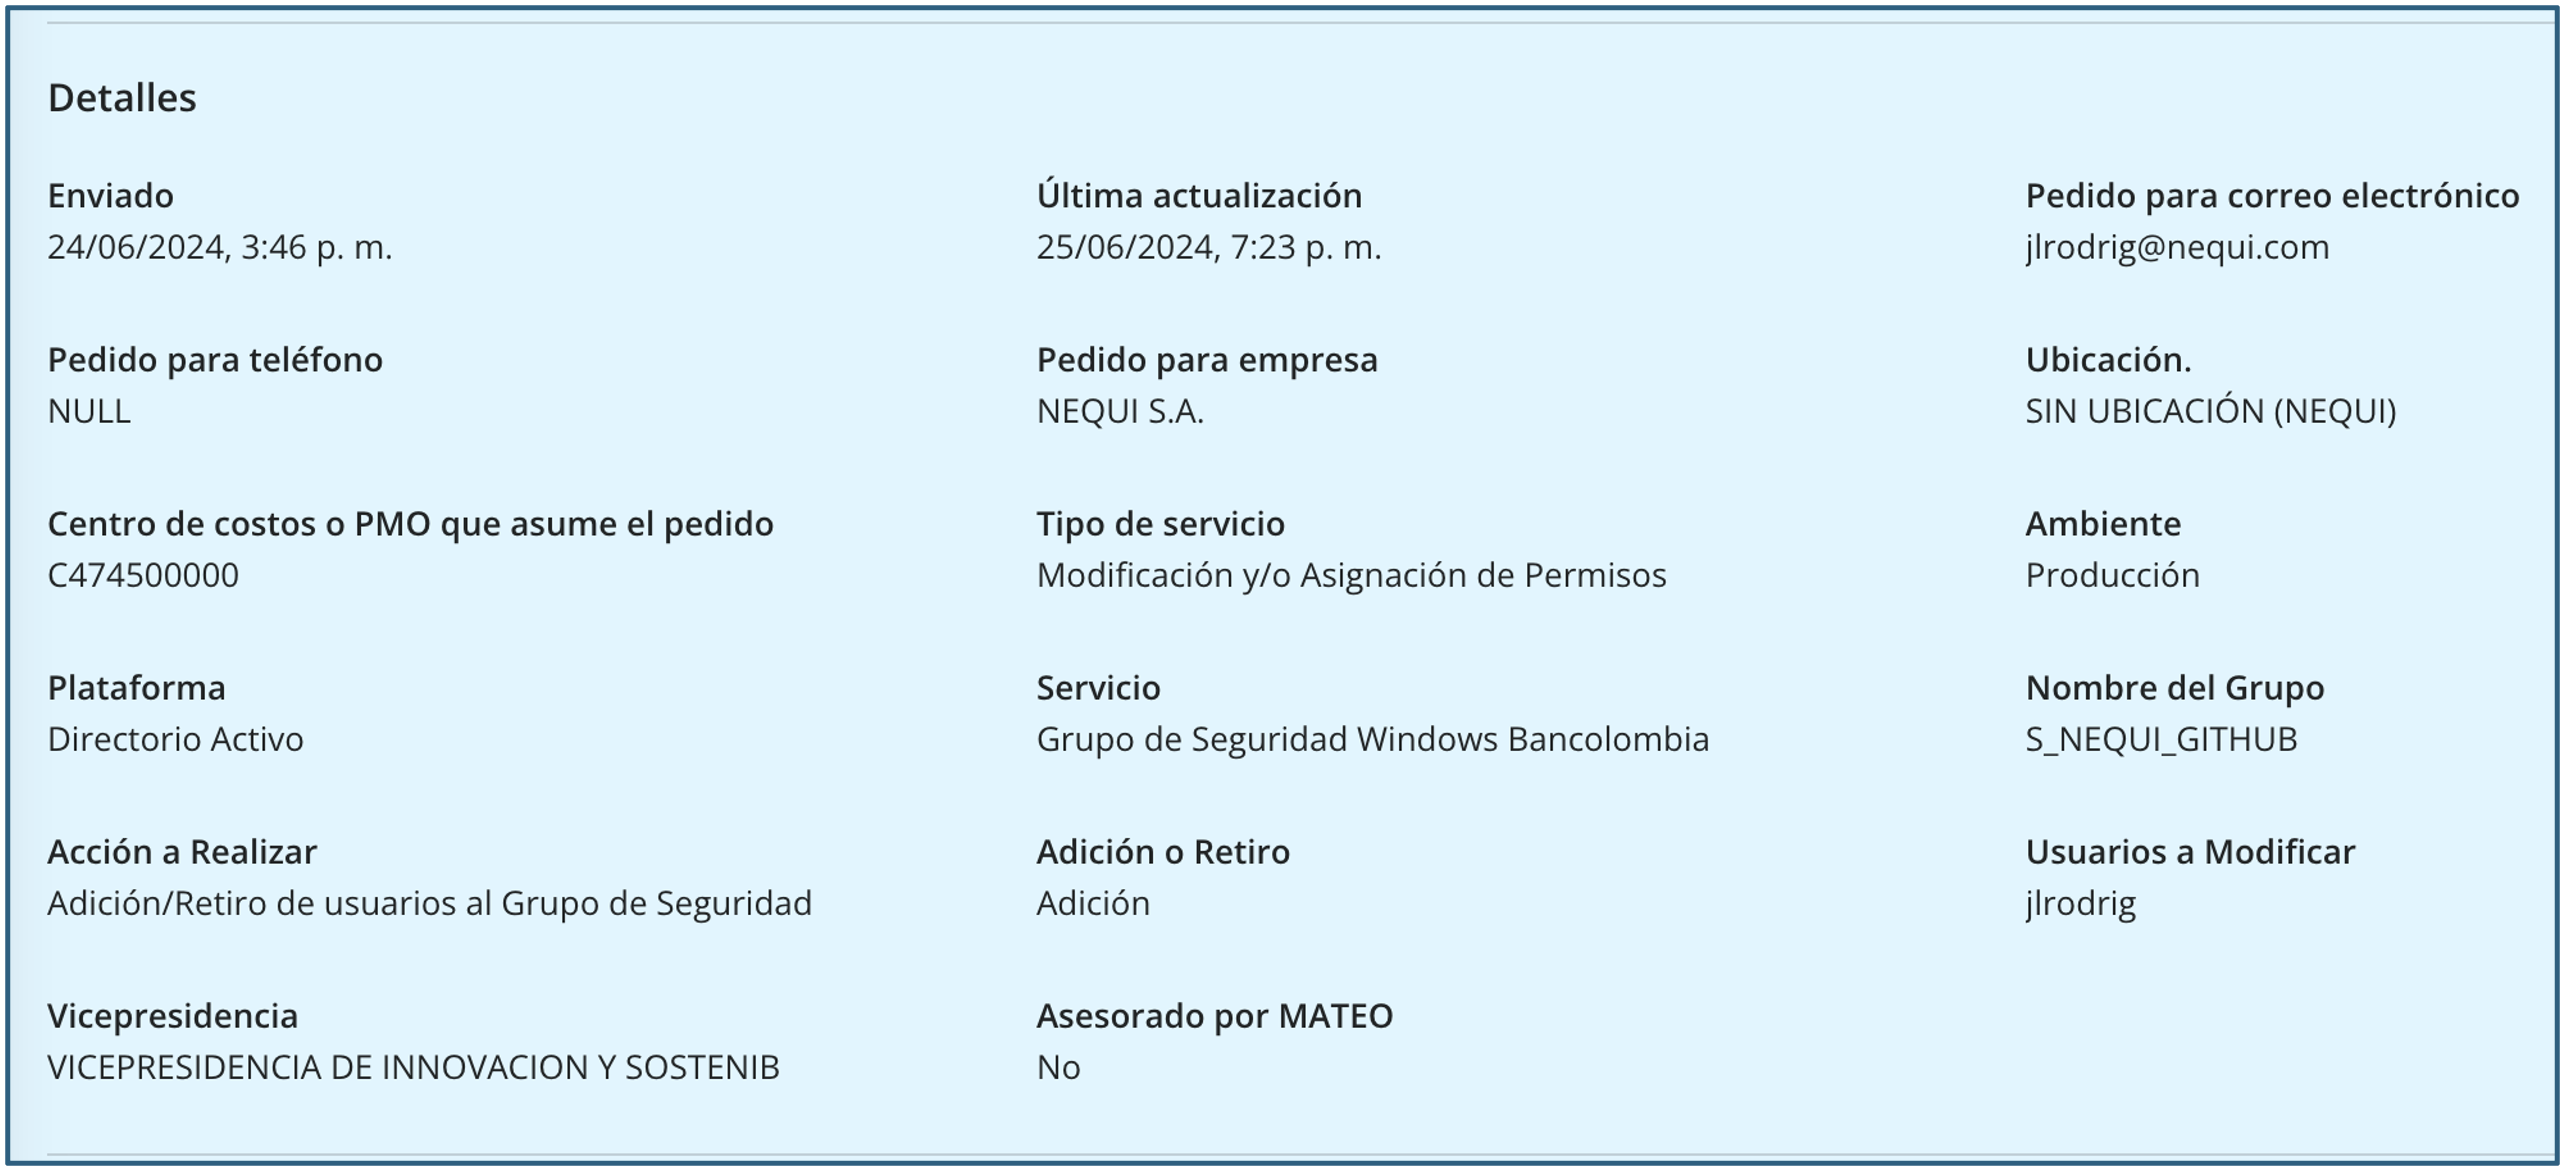 Detalles
Enviado
24/06/2024, 3:46 p. m.
Última actualización
25/06/2024, 7:23 p. m.
Pedido para correo electrónico
jlrodrig@nequi.com
Pedido para teléfono
NULL
Pedido para empresa
NEQUI S.A.
Ubicación.
SIN UBICACIÓN (NEQUI)
Centro de costos o PMO que asume el pedido
C474500000
Tipo de servicio
Modificación y/o Asignación de Permisos
Ambiente
Producción
Plataforma
Directorio Activo
Servicio
Grupo de Seguridad Windows Bancolombia
Nombre del Grupo
S_NEQUI_GITHUB
Acción a Realizar
Adición/Retiro de usuarios al Grupo de Seguridad
Adición o Retiro
Adición
Usuarios a Modificar
jlrodrig
Vicepresidencia
VICEPRESIDENCIA DE INNOVACION Y SOSTENIB
Asesorado por MATEO
No